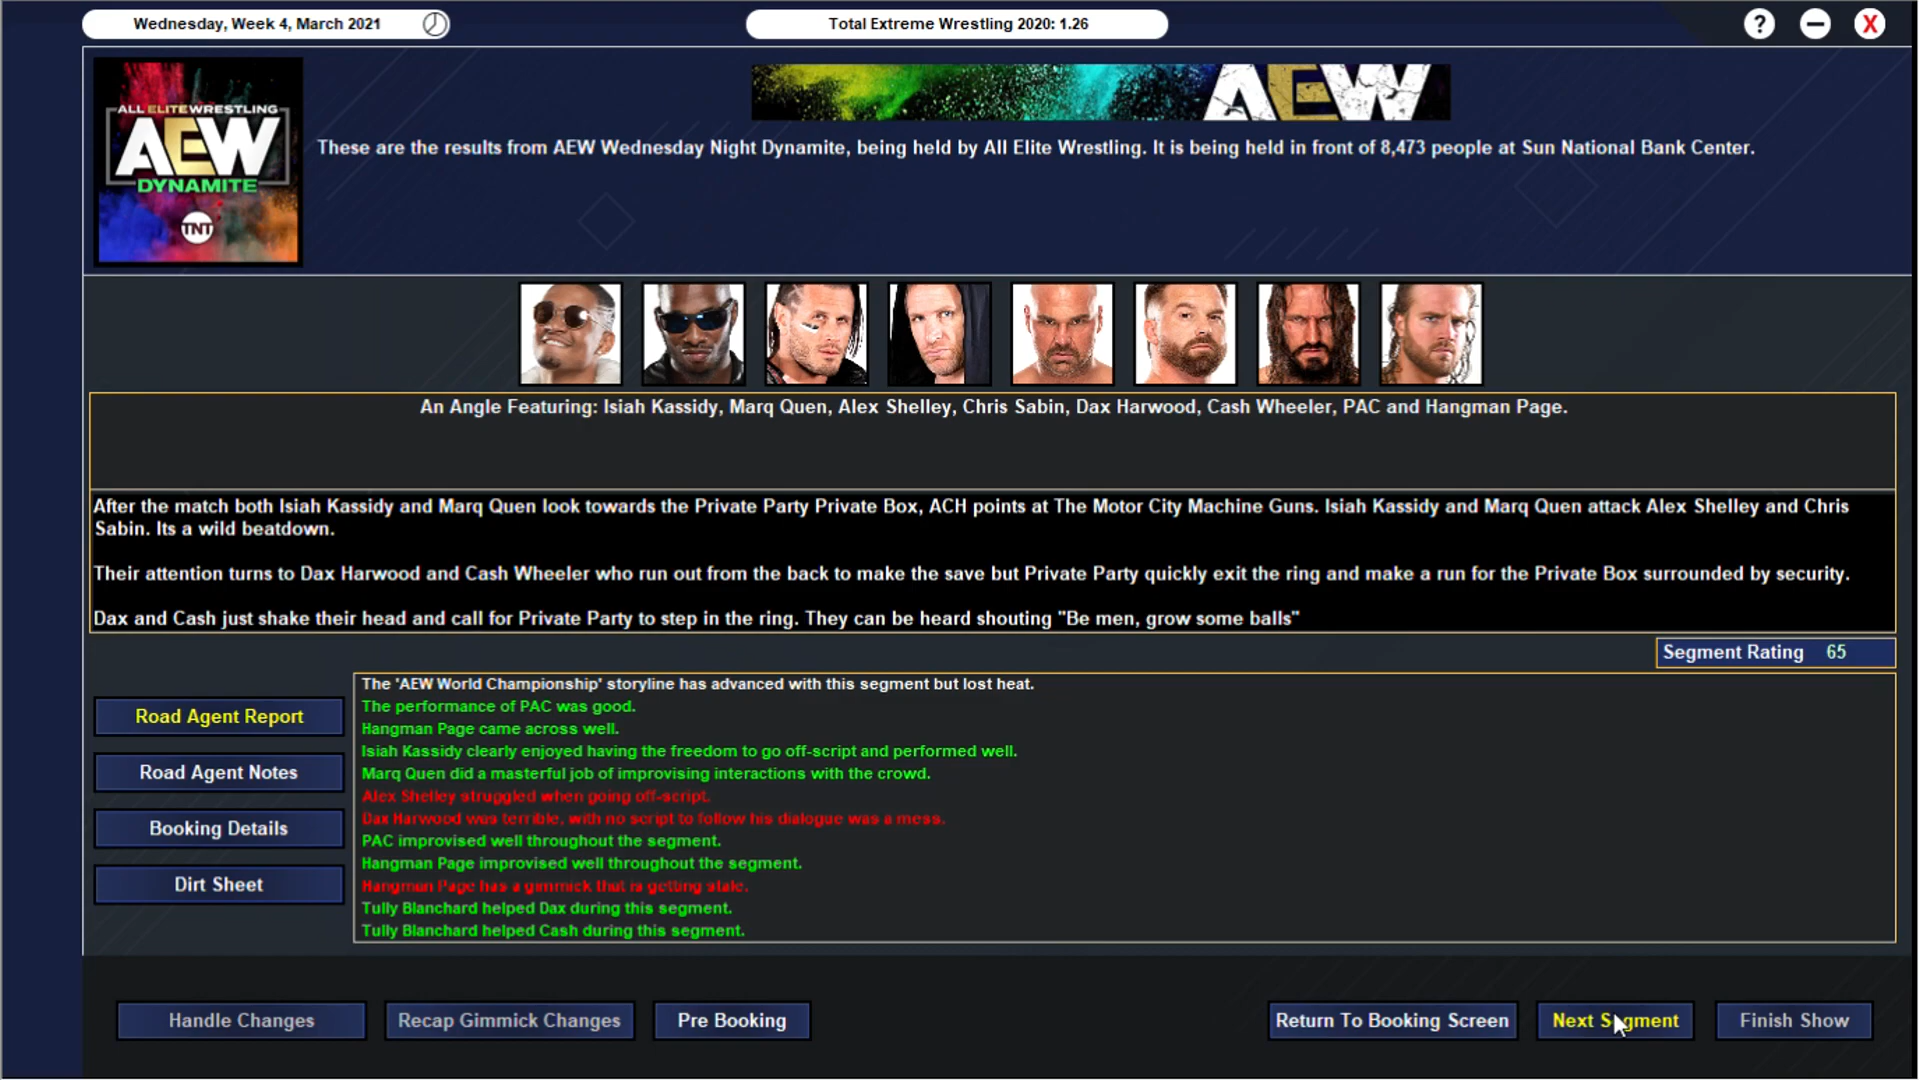 Wednesday, Week 4, March 2021
Total Extreme Wrestling 2020: 1.26
?
X
ALL ELITE WRESTLING
AEW
DYNAMITE
TNT
AEW
These are the results from AEW Wednesday Night Dynamite, being held by All Elite Wrestling. It is being held in front of 8,473 people at Sun National Bank Center.
An Angle Featuring: Isiah Kassidy, Marq Quen, Alex Shelley, Chris Sabin, Dax Harwood, Cash Wheeler, PAC and Hangman Page.
After the match both Isiah Kassidy and Marq Quen look towards the Private Party Private Box, ACH points at The Motor City Machine Guns. Isiah Kassidy and Marq Quen attack Alex Shelley and Chris
Sabin. Its a wild beatdown.
Their attention turns to Dax Harwood and Cash Wheeler who run out from the back to make the save but Private Party quickly exit the ring and make a run for the Private Box surrounded by security.
Dax and Cash just shake their head and call for Private Party to step in the ring. They can be heard shouting "Be men, grow some balls"
Segment Rating 65
Road Agent Report
Road Agent Notes
Booking Details
Dirt Sheet
The 'AEW World Championship' storyline has advanced with this segment but lost heat.
The performance of PAC was good.
Hangman Page came across well.
Isiah Kassidy clearly enjoyed having the freedom to go off-script and performed well.
Marq Quen did a masterful job of improvising interactions with the crowd.
Alex Shelley struggled when going off-script.
Dax Harwood was terrible, with no script to follow his dialogue was a mess.
PAC improvised well throughout the segment.
Hangman Page improvised well throughout the segment.
Hangman Page has a gimmick that is getting stale.
Tully Blanchard helped Dax during this segment.
Tully Blanchard helped Cash during this segment.
Handle Changes
Recap Gimmick Changes
Pre Booking
Return To Booking Screen
Next Segment
Finish Show